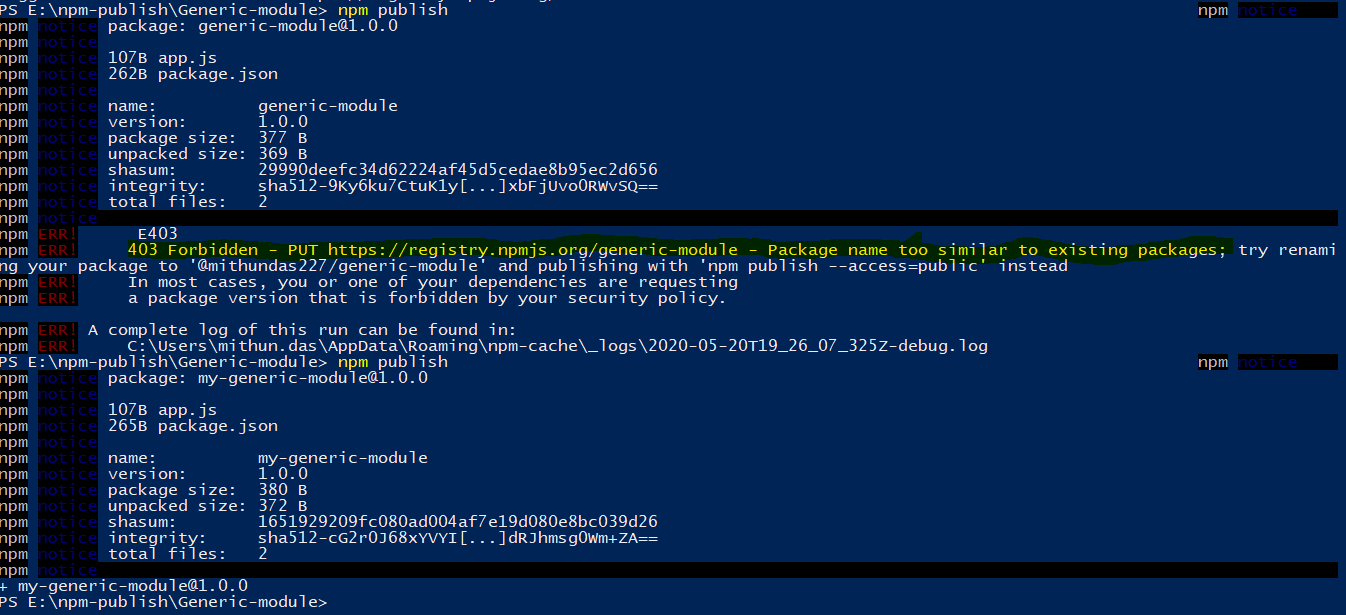 PS E:\npm-publish\Generic-module> npm publish npm notice
npm notice package: generic-module@1.0.0
npm notice
npm notice 107B app.js
npm notice 262B package.json
npm notice
npm notice name: generic-module
npm notice version: 1.0.0
npm notice package size: 377 B
npm notice unpacked size: 369 B
npm notice shasum: 29990deefc34d62224af45d5cedae8b95ec2d656
npm notice integrity: sha512-9Ky6ku7CtuK1y[...]xbFjUvo0RWvSQ==
npm notice total files: 2
npm notice
npm ERR! E403
npm ERR! 403 Forbidden - PUT https://registry.npmjs.org/generic-module - Package name too similar to existing packages; try renami
ng your package to '@mithundas227/generic-module' and publishing with 'npm publish --access=public' instead
npm ERR! In most cases, you or one of your dependencies are requesting
npm ERR! a package version that is forbidden by your security policy.
npm ERR! A complete log of this run can be found in:
npm ERR! C:\Users\mithun.das\AppData\Roaming\npm-cache\_logs\2020-05-20T19_26_07_325Z-debug.log
PS E:\npm-publish\Generic-module> npm publish npm notice
npm notice package: my-generic-module@1.0.0
npm notice
npm notice 107B app.js
npm notice 265B package.json
npm notice
npm notice name: my-generic-module
npm notice version: 1.0.0
npm notice package size: 380 B
npm notice unpacked size: 372 B
npm notice shasum: 1651929209fc080ad004af7e19d080e8bc039d26
npm notice integrity: sha512-cG2r0J68xYVYI[...]dRJhmsg0Wm+ZA==
npm notice total files: 2
npm notice
+ my-generic-module@1.0.0
PS E:\npm-publish\Generic-module>